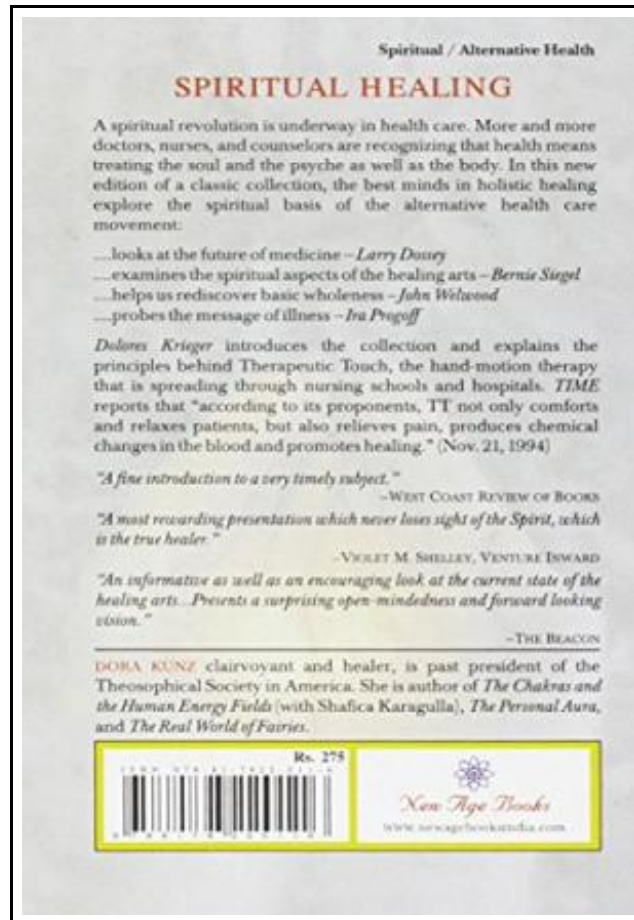 Spiritual / Alternative Health
SPIRITUAL HEALING
A spiritual revolution is underway in health care. More and more
doctors, nurses, and counselors are recognizing that health means
treating the soul and the psyche as well as the body. In this new
edition of a classic collection, the best minds in holistic healing
explore the spiritual basis of the alternative health care
movement:
....looks at the future of medicine – Larry Dossey
....examines the spiritual aspects of the healing arts – Bernie Siegel
....helps us rediscover basic wholeness – John Welwood
....probes the message of illness – Ira Progoff
Dolores Krieger introduces the collection and explains the
principles behind Therapeutic Touch, the hand-motion therapy
that is spreading through nursing schools and hospitals. TIME
reports that "according to its proponents, TT not only comforts
and relaxes patients, but also relieves pain, produces chemical
changes in the blood and promotes healing." (Nov. 21, 1994)
"A fine introduction to a very timely subject."
–WEST COAST REVIEW OF BOOKS
"A most rewarding presentation which never loses sight of the Spirit, which
is the true healer."
–VIOLET M. SHELLEY, VENTURE INWARD
"An informative as well as an encouraging look at the current state of the
healing arts...Presents a surprising open-mindedness and forward looking
vision."
–THE BEACON
DORA KUNZ clairvoyant and healer, is past president of the
Theosophical Society in America. She is author of The Chakras and
the Human Energy Fields (with Shafica Karagulla), The Personal Aura,
and The Real World of Fairies.
Rs. 275
ISBN
New Age Books
www.newagebooksindia.com